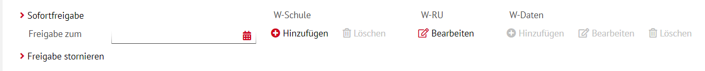 Sofortfreigabe W-Schule W-RU W-Daten
Freigabe zum Hinzufügen Löschen Bearbeiten Hinzufügen Bearbeiten Löschen
Freigabe stornieren